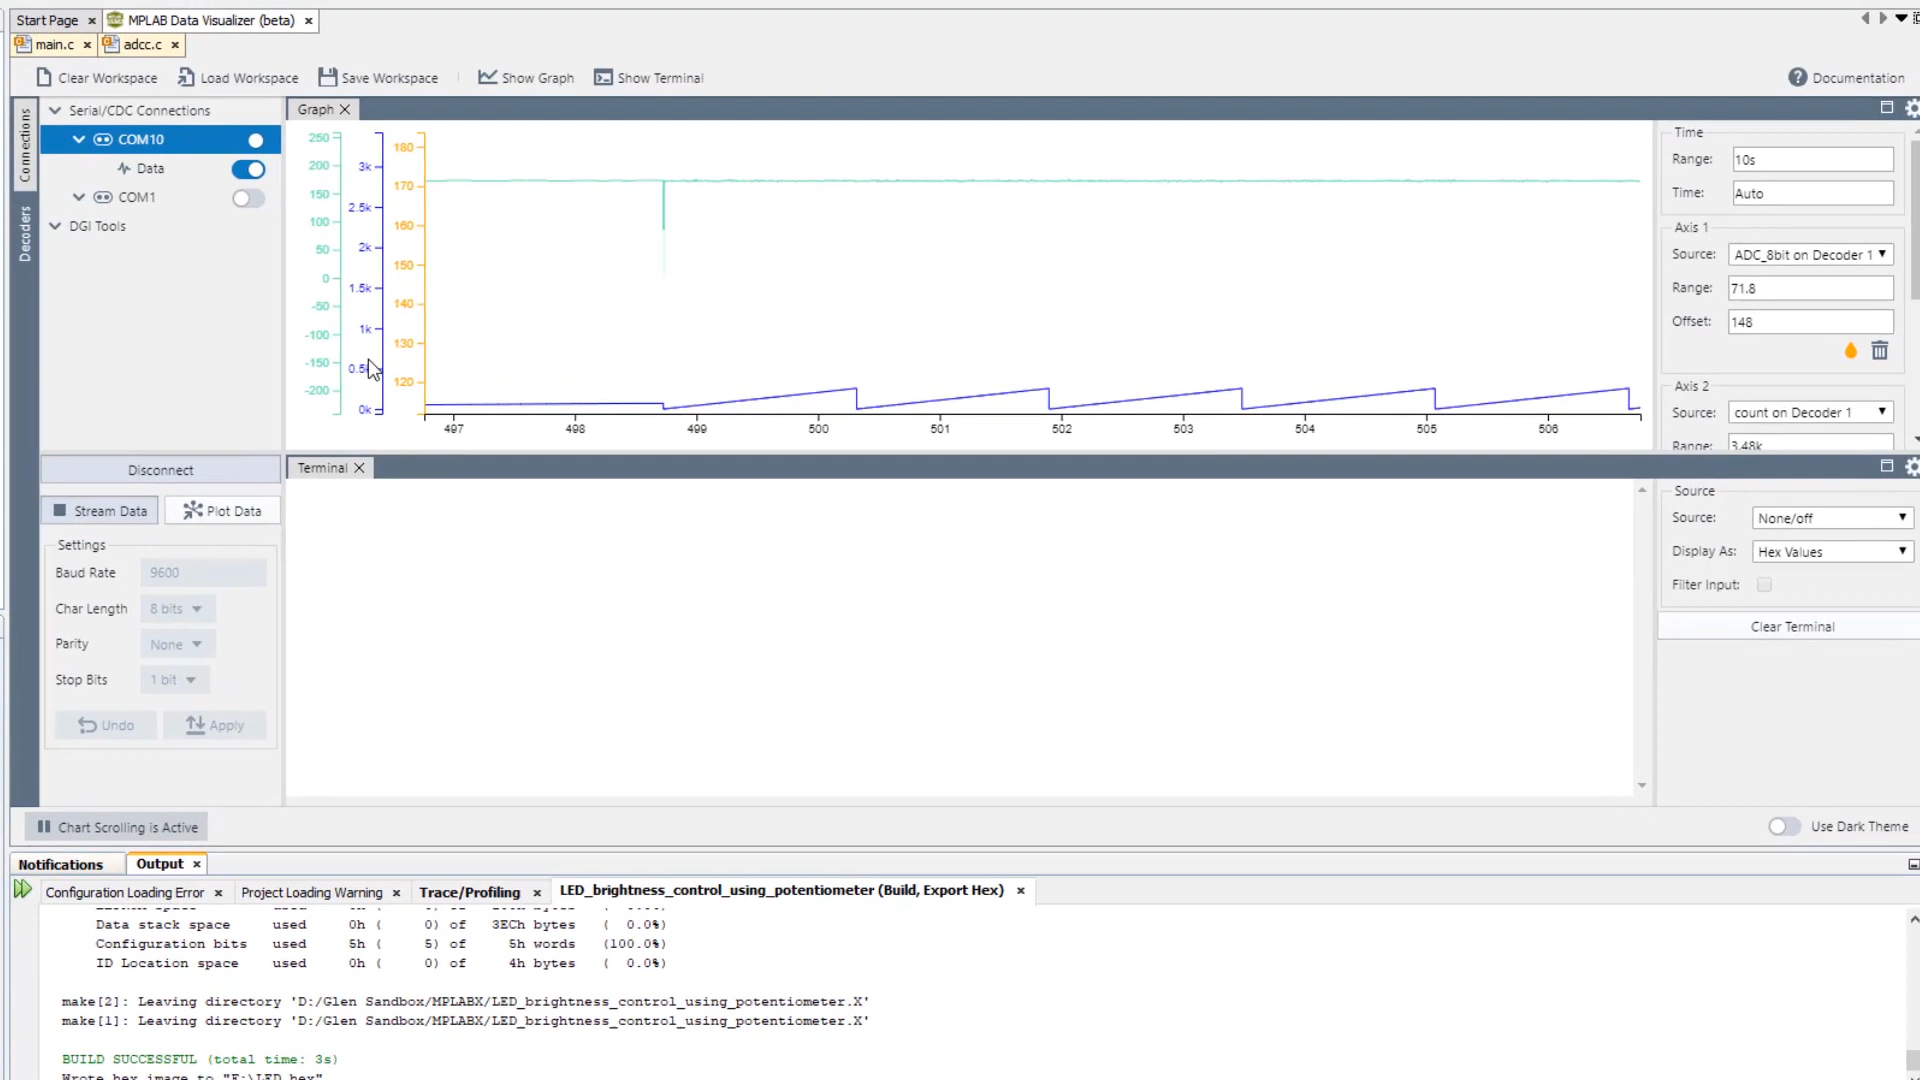 Start Page
MPLAB Data Visualizer (beta)
main.c
adcc.c
Clear Workspace
Load Workspace
Save Workspace
Show Graph
Show Terminal
Documentation
Connections
Decoders
Serial/CDC Connections
COM10
Data
COM1
DGI Tools
Graph
250
200
150
100
50
0
-50
-100
-150
-200
3k
2.5k
2k
1.5k
1k
0k
180
170
160
150
140
130
120
497
498
499
500
501
502
503
504
505
506
Time
Range: 10s
Time: Auto
Axis 1
Source: ADC_8bit on Decoder 1
Range: 71.8
Offset: 148
Axis 2
Source: count on Decoder 1
Range: 3.48k
Disconnect
Stream Data
Plot Data
Settings
Baud Rate 9600
Char Length 8 bits
Parity None
Stop Bits 1 bit
Undo
Apply
Terminal
Source
Source: None/off
Display As: Hex Values
Filter Input:
Clear Terminal
Chart Scrolling is Active
Use Dark Theme
Notifications
Output
Configuration Loading Error
Project Loading Warning
Trace/Profiling
LED_brightness_control_using_potentiometer (Build, Export Hex)
Data stack space used 0h ( 0) of 3ECh bytes ( 0.0%)
Configuration bits used 5h ( 5) of 5h words (100.0%)
ID Location space used 0h ( 0) of 4h bytes ( 0.0%)
make[2]: Leaving directory 'D:/Glen Sandbox/MPLABX/LED_brightness_control_using_potentiometer.X'
make[1]: Leaving directory 'D:/Glen Sandbox/MPLABX/LED_brightness_control_using_potentiometer.X'
BUILD SUCCESSFUL (total time: 3s)
Wrote hex image to "E:\LED.hex"